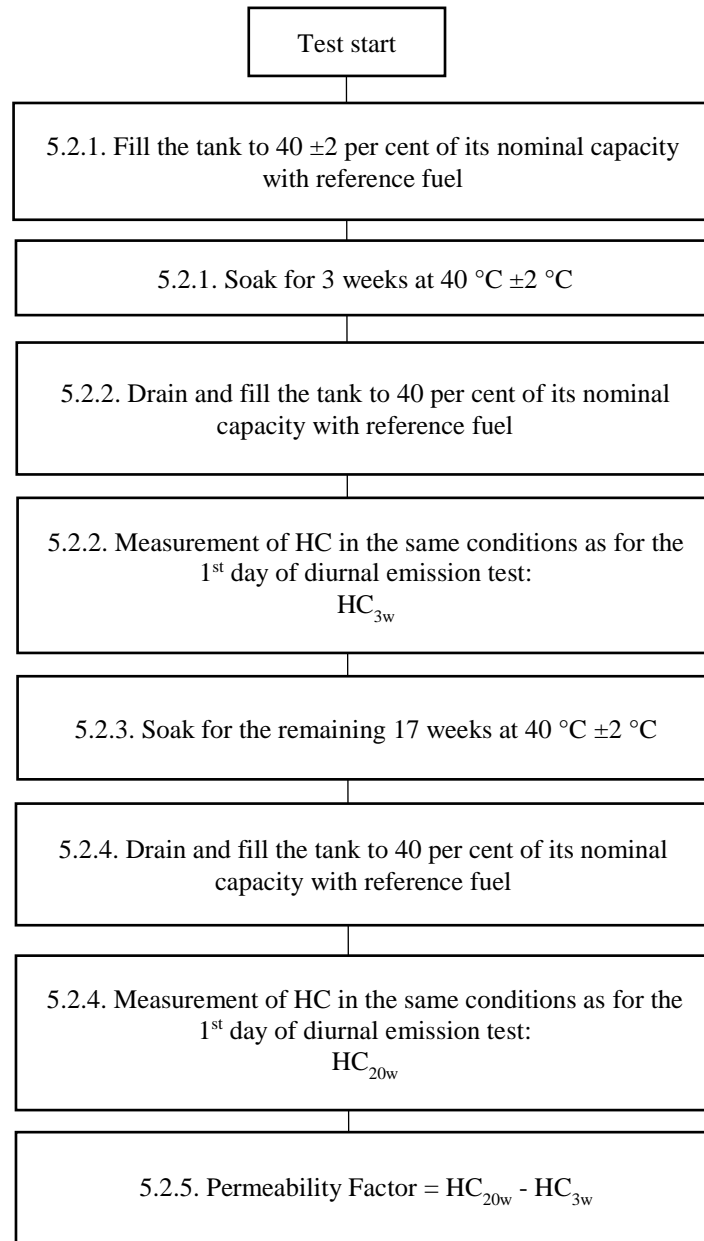 Test start
5.2.1. Fill the tank to 40 ±2 per cent of its nominal capacity
with reference fuel
5.2.1. Soak for 3 weeks at 40 °C ±2 °C
5.2.2. Drain and fill the tank to 40 per cent of its nominal
capacity with reference fuel
5.2.2. Measurement of HC in the same conditions as for the
1st day of diurnal emission test:
HC3w
5.2.3. Soak for the remaining 17 weeks at 40 °C ±2 °C
5.2.4. Drain and fill the tank to 40 per cent of its nominal
capacity with reference fuel
5.2.4. Measurement of HC in the same conditions as for the
1st day of diurnal emission test:
HC20w
5.2.5. Permeability Factor = HC20w - HC3w